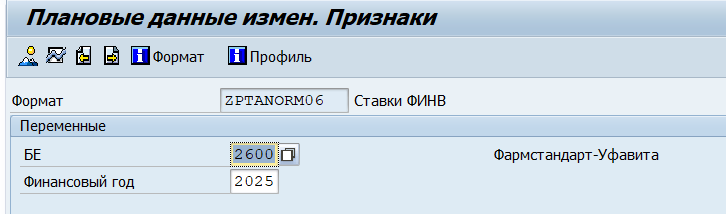 Плановые данные измен. Признаки
Формат Профиль
Формат ZPTANORM06 Ставки ФИНВ
Переменные
БЕ 2600 Фармстандарт-Уфавита
Финансовый год 2025